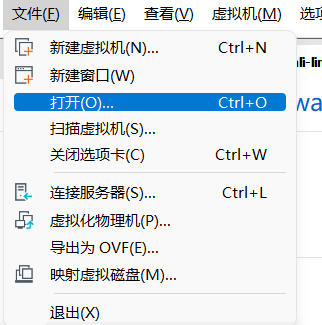 文件(F) 编辑(E) 查看(V) 虚拟机(M) 选项
新建虚拟机(N)... Ctrl+N
新建窗口(W)
打开(O)... Ctrl+O
扫描虚拟机(S)...
关闭选项卡(C) Ctrl+W
连接服务器(S)... Ctrl+L
虚拟化物理机(P)...
导出为 OVF(E)...
映射虚拟磁盘(M)...
退出(X)